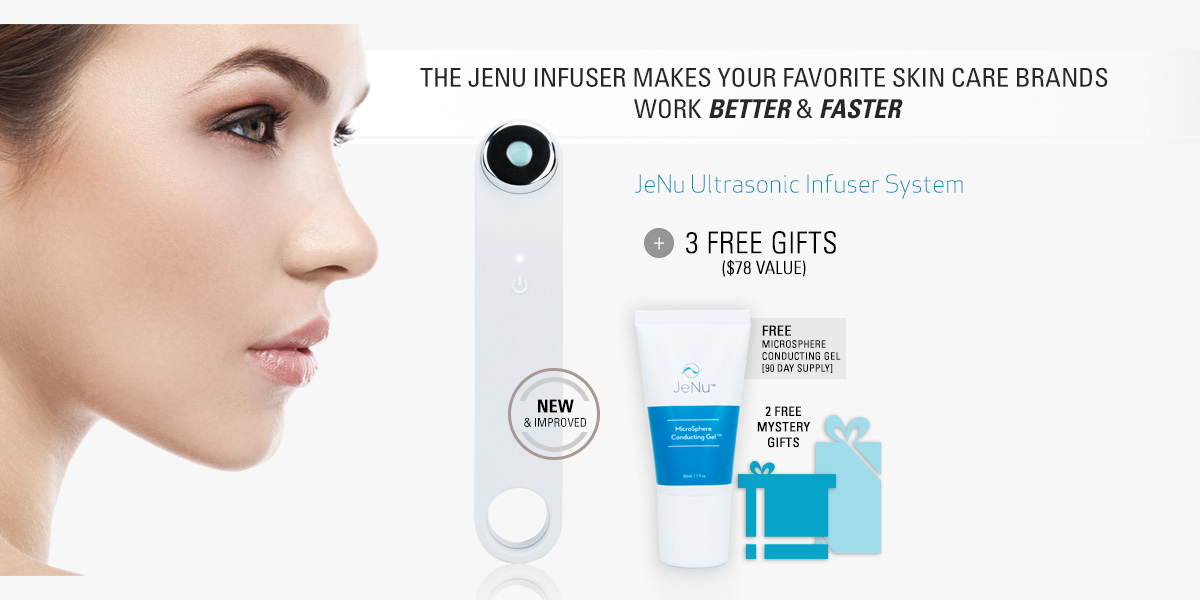 THE JENU INFUSER MAKES YOUR FAVORITE SKIN CARE BRANDS
WORK BETTER & FASTER
JeNu Ultrasonic Infuser System
+ 3 FREE GIFTS
($78 VALUE)
NEW
& IMPROVED
JeNu™
MicroSphere
Conducting Gel™
30ml / 1 fl oz
FREE
MICROSPHERE
CONDUCTING GEL
[90 DAY SUPPLY]
2 FREE
MYSTERY
GIFTS